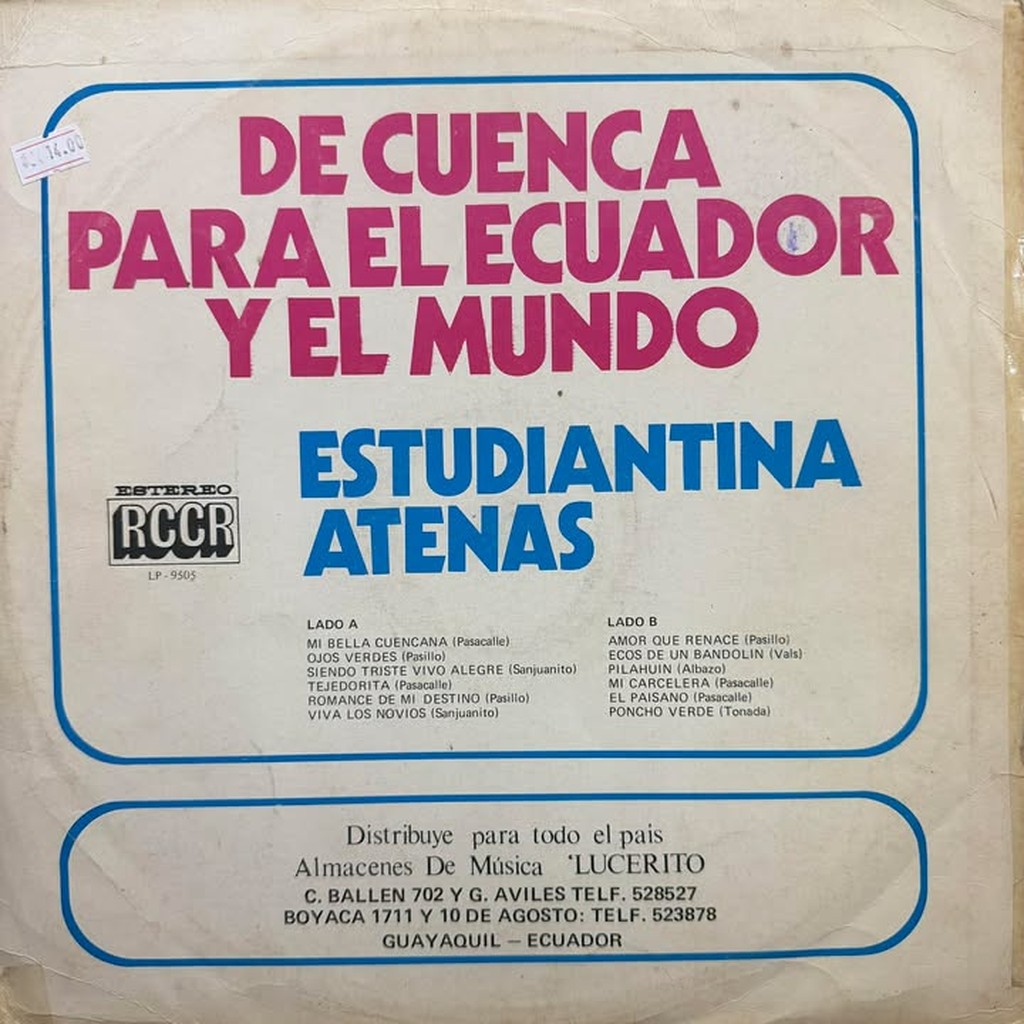 DE CUENCA
PARA EL ECUADOR
Y EL MUNDO
14.00
ESTUDIANTINA
ATENAS
ESTEREO
RCCR
LP-9505
LADO A
MI BELLA CUENCANA (Pasacalle)
OJOS VERDES (Pasillo)
SIENDO TRISTE VIVO ALEGRE (Sanjuanito)
TEJEDORITA (Pasacalle)
ROMANCE DE MI DESTINO (Pasillo)
VIVA LOS NOVIOS (Sanjuanito)
LADO B
AMOR QUE RENACE (Pasillo)
ECOS DE UN BANDOLIN (Vals)
PILAHUIN (Albazo)
MI CARCELERA (Pasacalle)
EL PAISANO (Pasacalle)
PONCHO VERDE (Tonada)
Distribuye para todo el pais
Almacenes De Música 'LUCERITO
C. BALLEN 702 Y G. AVILES TELF. 528527
BOYACA 1711 Y 10 DE AGOSTO: TELF. 523878
GUAYAQUIL – ECUADOR